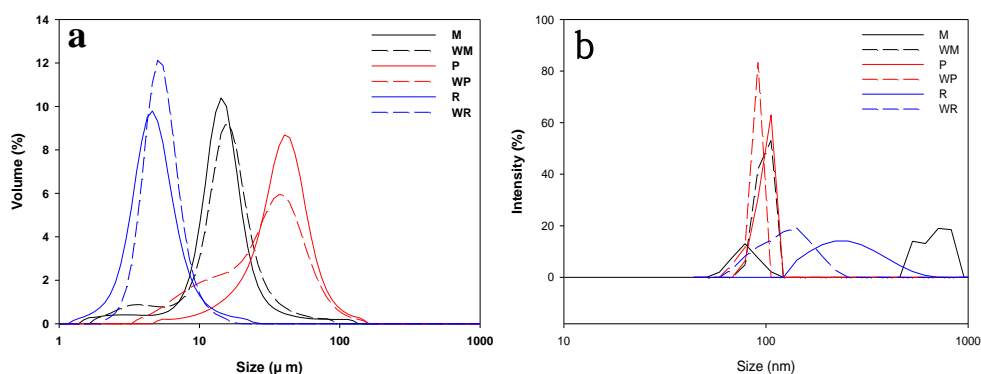 a
M
WM
P
WP
R
WR
Volume (%)
14
12
10
8
6
4
2
0
1 10 100 1000
Size (µ m)
b
M
WM
P
WP
R
WR
Intensity (%)
100
80
60
40
20
0
10 100 1000
Size (nm)